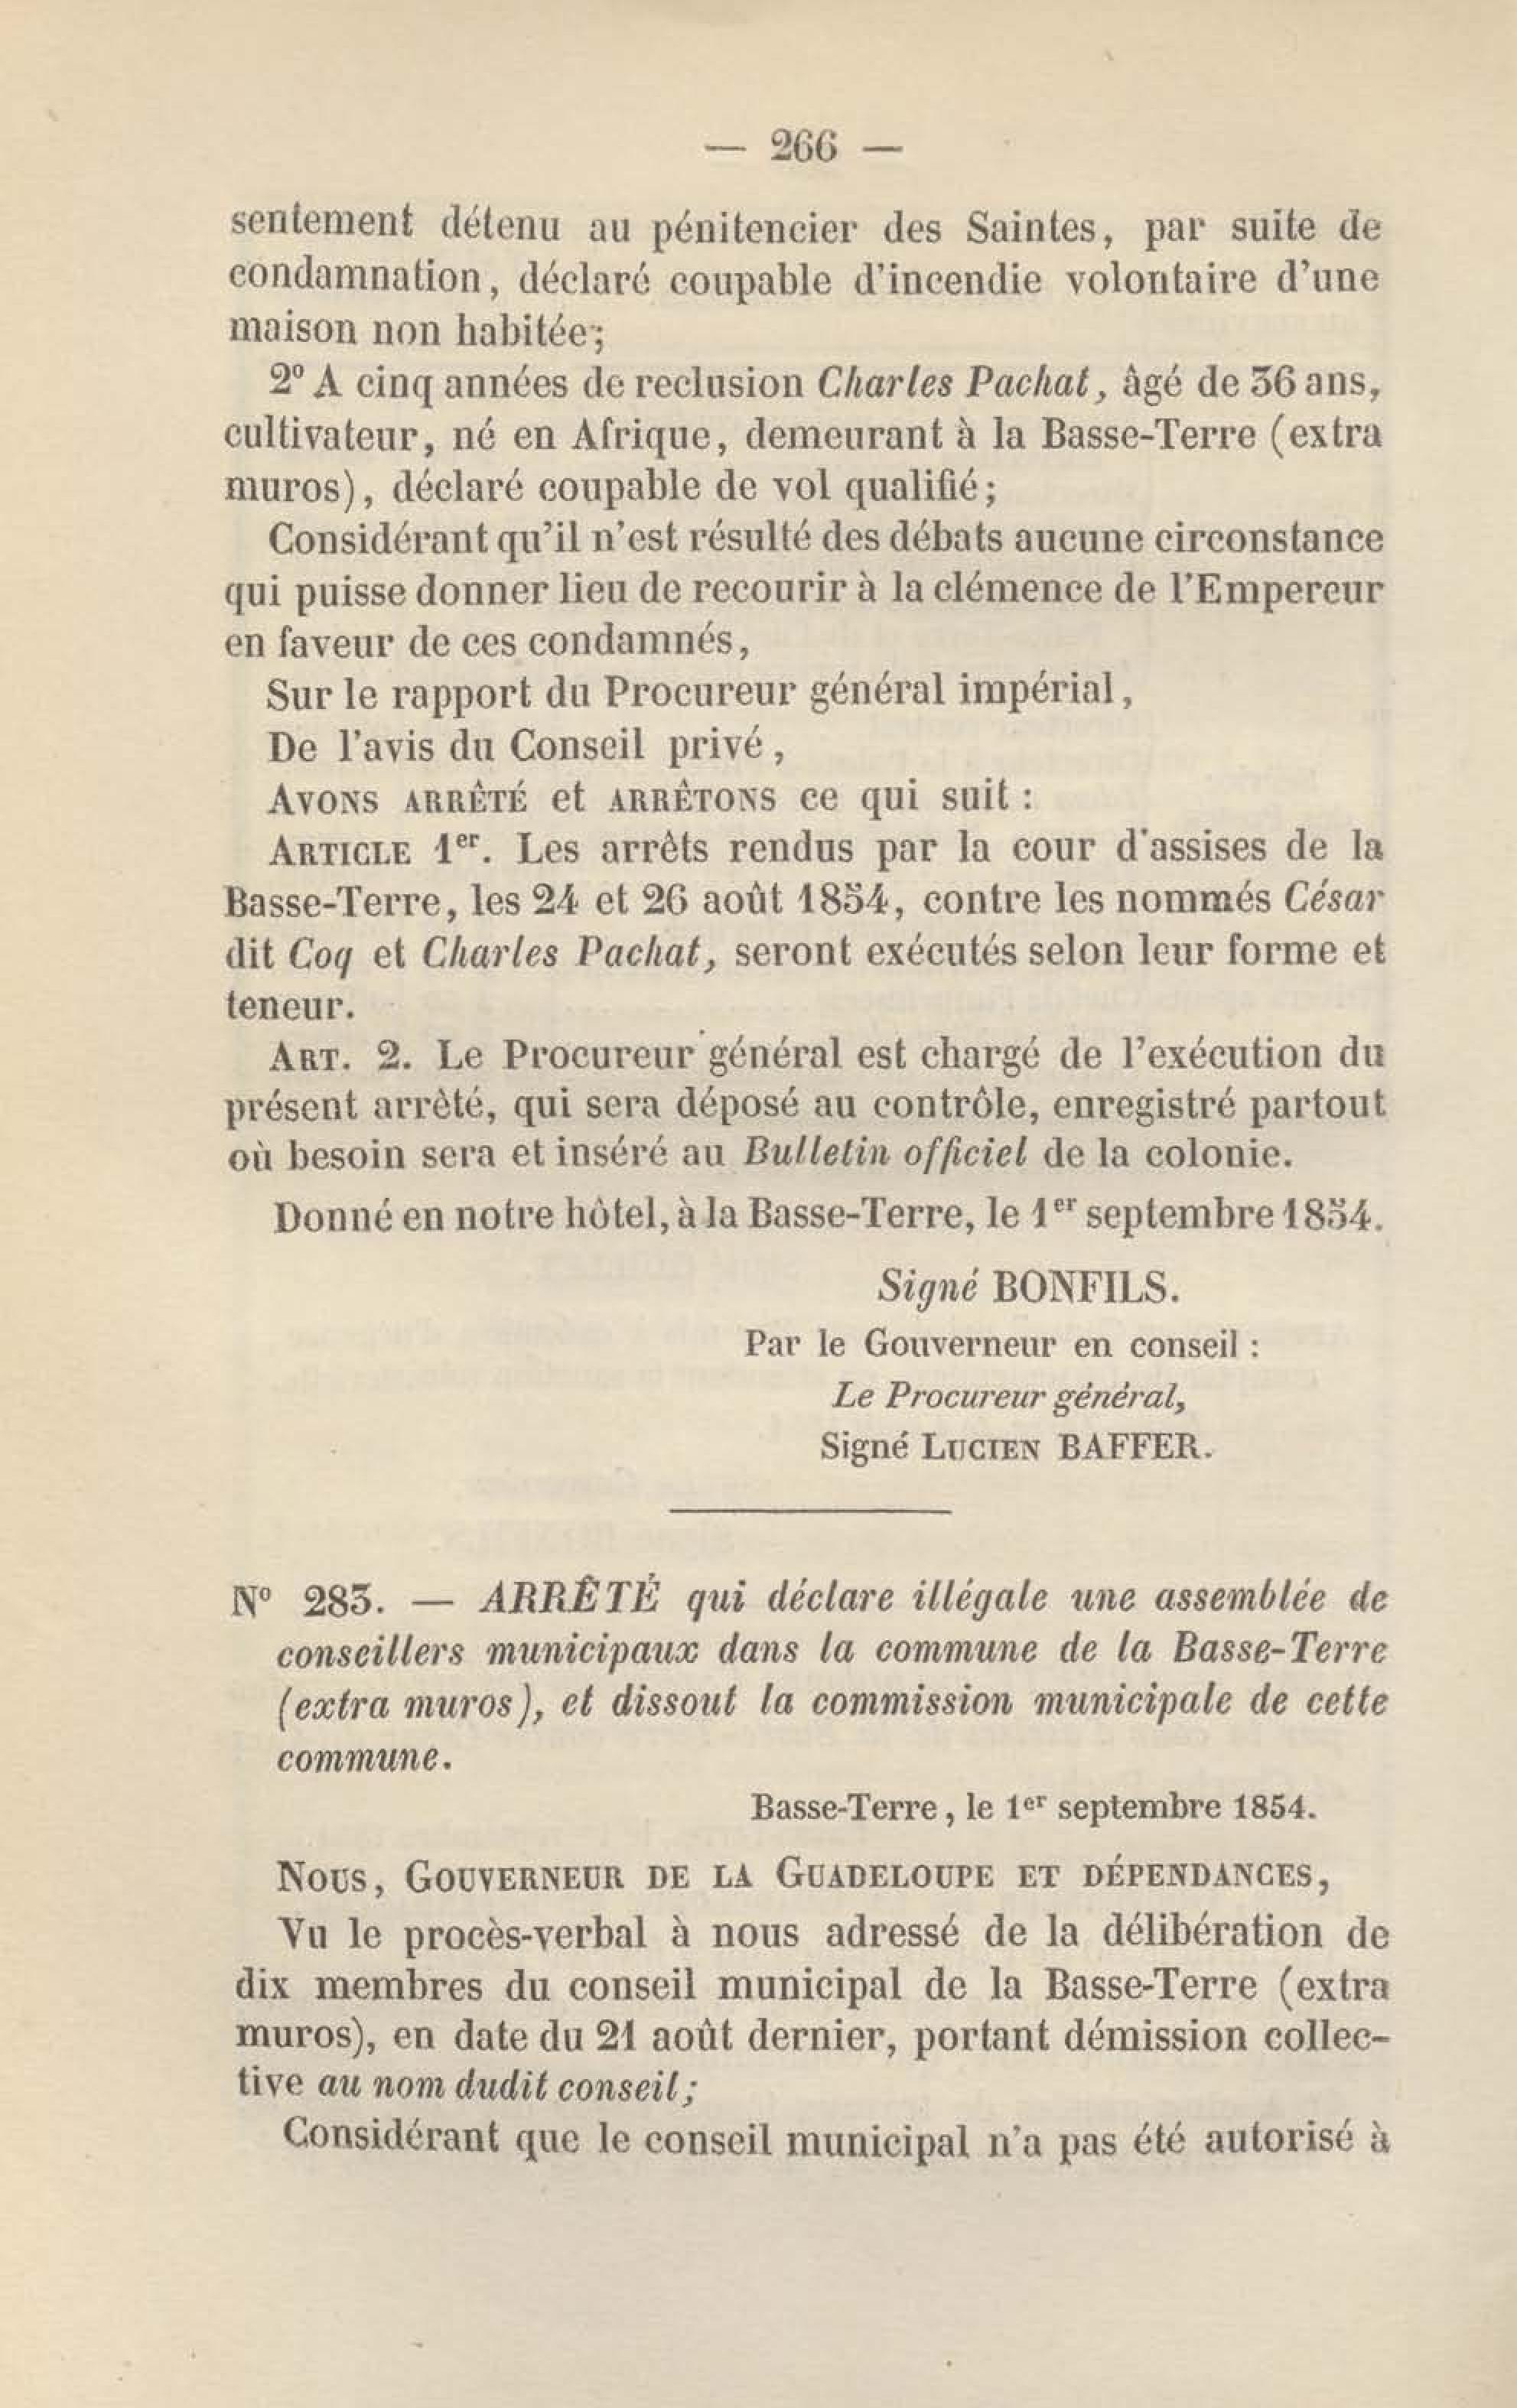 — 266 —
sentement détenu au pénitencier des Saintes, par suite de
condamnation, déclaré coupable d'incendie volontaire d'une
maison non habitée;
2° A cinq années de reclusion Charles Pachat, âgé de 36 ans,
cultivateur, né en Afrique, demeurant à la Basse-Terre (extra
muros), déclaré coupable de vol qualifié;
Considérant qu'il n'est résulté des débats aucune circonstance
qui puisse donner lieu de recourir à la clémence de l'Empereur
en faveur de ces condamnés,
Sur le rapport du Procureur général impérial,
De l'avis du Conseil privé,
AVONS ARRÊTÉ et ARRÊTONS ce qui suit :
ARTICLE 1er. Les arrêts rendus par la cour d'assises de la
Basse-Terre, les 24 et 26 août 1854, contre les nommés César
dit Coq et Charles Pachat, seront exécutés selon leur forme et
teneur.
ART. 2. Le Procureur général est chargé de l'exécution du
présent arrêté, qui sera déposé au contrôle, enregistré partout
où besoin sera et inséré au Bulletin officiel de la colonie.
Donné en notre hôtel, à la Basse-Terre, le 1er septembre 1854.
Signé BONFILS.
Par le Gouverneur en conseil :
Le Procureur général,
Signé LUCIEN BAFFER.
N° 283. — ARRÊTÉ qui déclare illégale une assemblée de
conseillers municipaux dans la commune de la Basse-Terre
(extra muros), et dissout la commission municipale de cette
commune.
Basse-Terre, le 1er septembre 1854.
NOUS, GOUVERNEUR DE LA GUADELOUPE ET DÉPENDANCES,
Vu le procès-verbal à nous adressé de la délibération de
dix membres du conseil municipal de la Basse-Terre (extra
muros), en date du 21 août dernier, portant démission collec-
tive au nom dudit conseil;
Considérant que le conseil municipal n'a pas été autorisé à